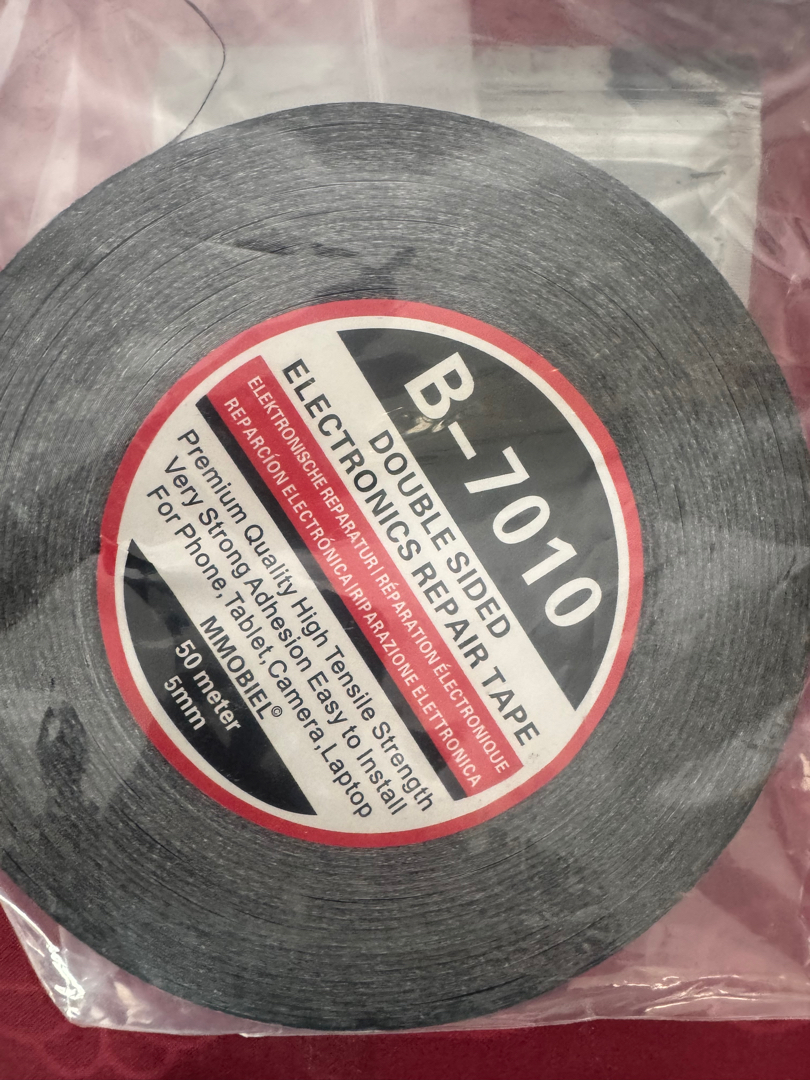 B-7010
DOUBLE SIDED
ELECTRONICS REPAIR TAPE
ELEKTRONISCHE REPARATUR | RÉPARATION ÉLECTRONIQUE
REPARCÍON ELECTRÓNICA | RIPARAZIONE ELETTRONICA
Premium Quality High Tensile Strength
Very Strong Adhesion Easy to Install
For Phone, Tablet, Camera, Laptop
MMOBIEL©
50 meter
5mm